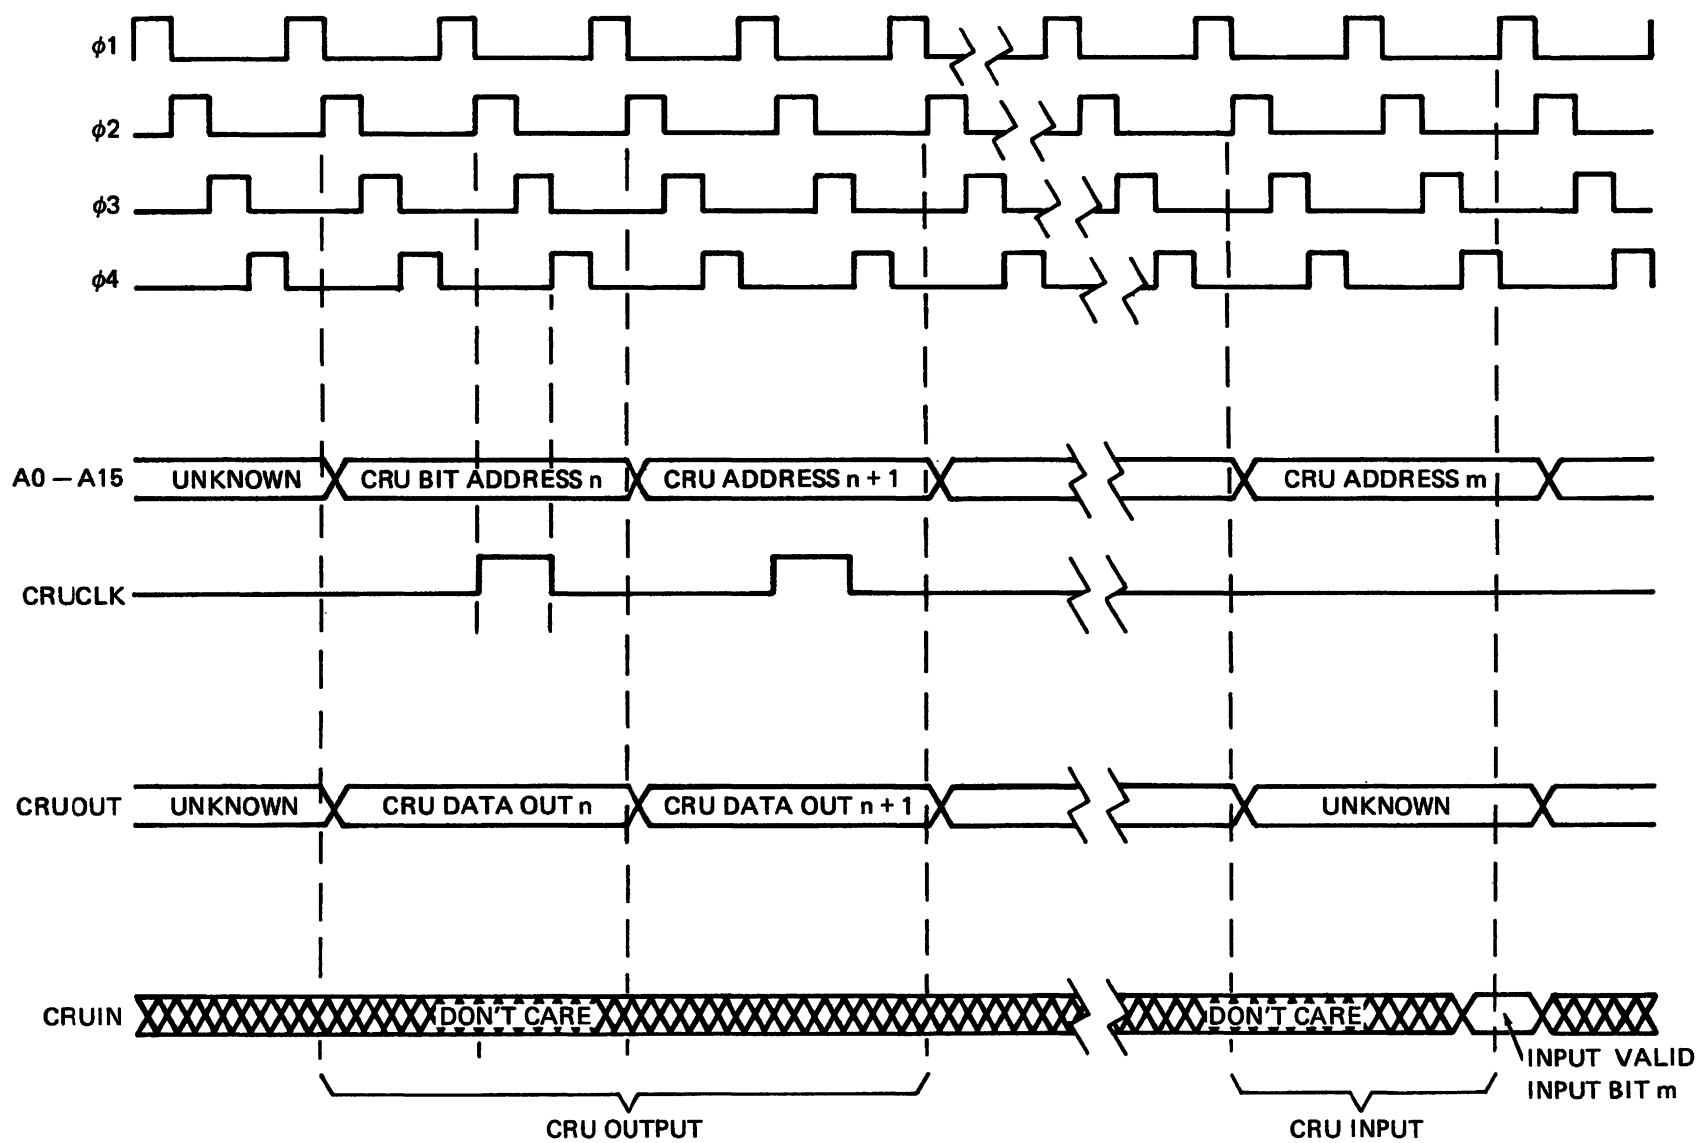 ϕ1
ϕ2
ϕ3
ϕ4
A0 – A15 UNKNOWN CRU BIT ADDRESS n CRU ADDRESS n + 1 CRU ADDRESS m
CRUCLK
CRUOUT UNKNOWN CRU DATA OUT n CRU DATA OUT n + 1 UNKNOWN
CRUIN DON'T CARE DON'T CARE
INPUT VALID
INPUT BIT m
CRU OUTPUT CRU INPUT